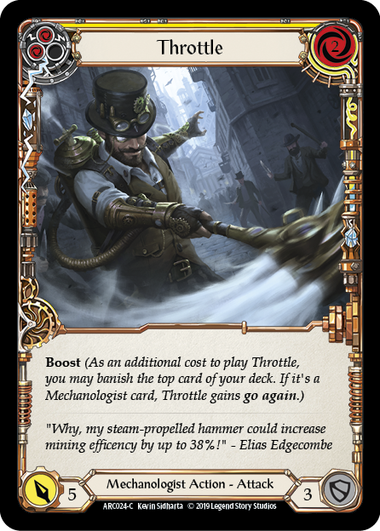 Throttle
2
Boost (As an additional cost to play Throttle,
you may banish the top card of your deck. If it's a
Mechanologist card, Throttle gains go again.)
"Why, my steam-propelled hammer could increase
mining efficency by up to 38%!" - Elias Edgecombe
5
Mechanologist Action - Attack
3
ARC024-C Kevin Sidharta © 2019 Legend Story Studios